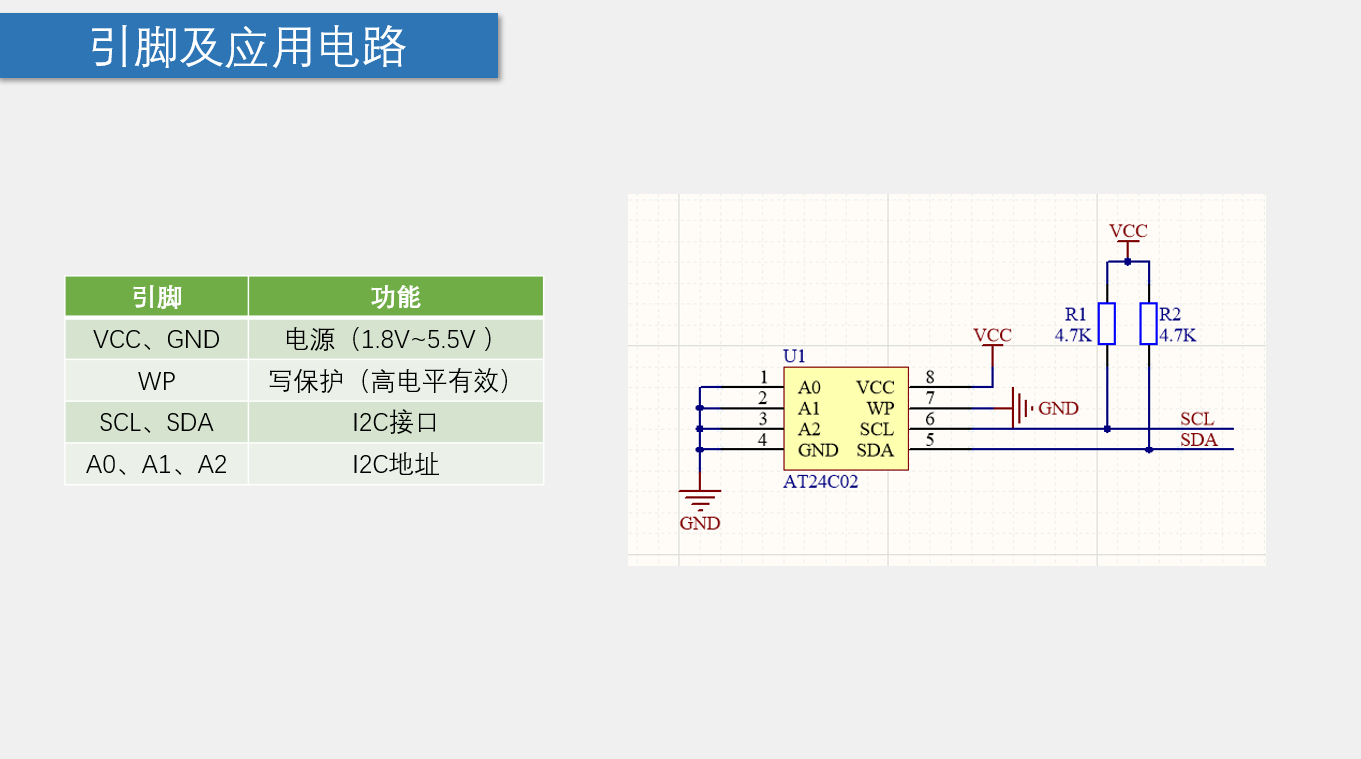 引脚及应用电路
引脚 功能
VCC、GND 电源（1.8V~5.5V ）
WP 写保护（高电平有效）
SCL、SDA I2C接口
A0、A1、A2 I2C地址
VCC
R1 R2
4.7K 4.7K
VCC
U1
1 A0 VCC 8
2 A1 WP 7 GND
3 A2 SCL 6 SCL
4 GND SDA 5 SDA
AT24C02
GND